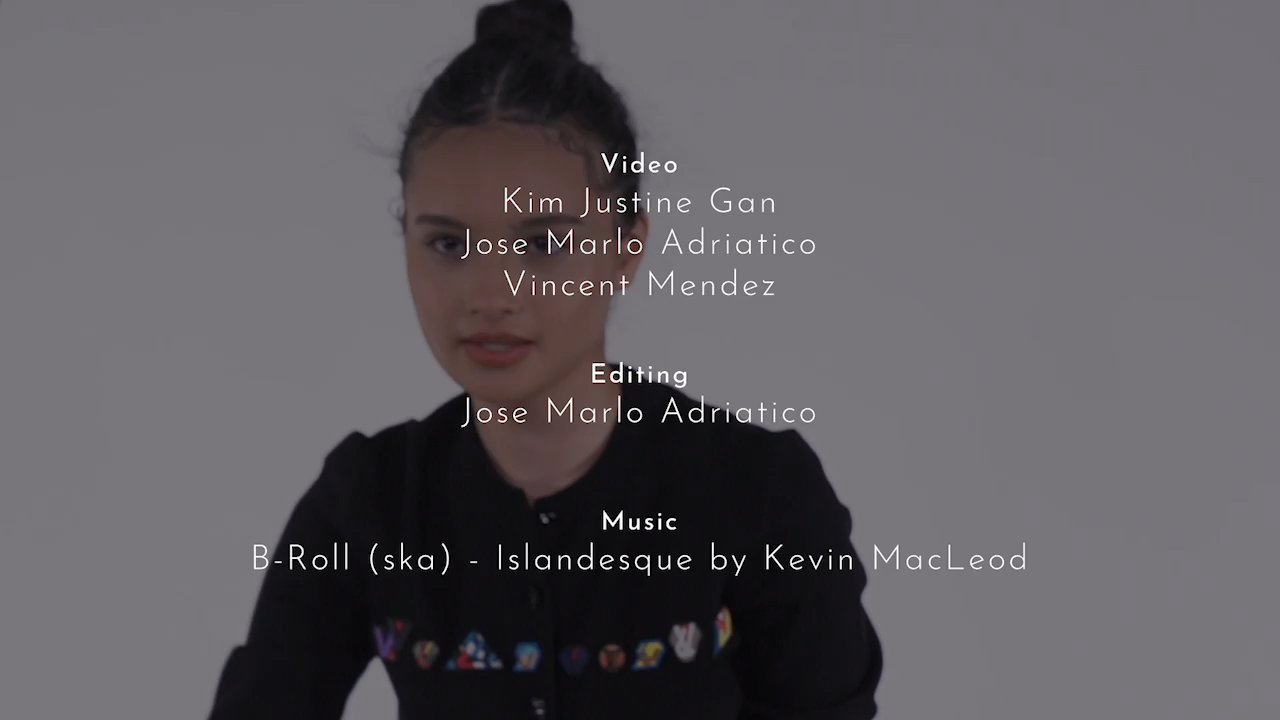 Video
Kim Justine Gan
Jose Marlo Adriatico
Vincent Mendez
Editing
Jose Marlo Adriatico
Music
B-Roll (ska) - Islandesque by Kevin MacLeod